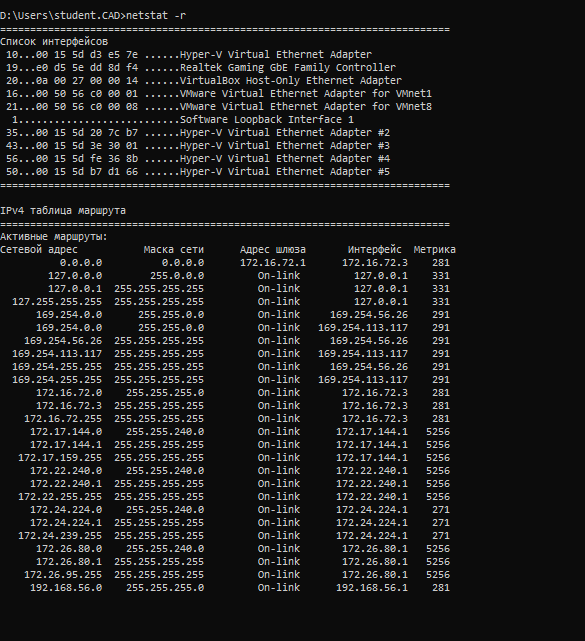 D:\Users\student.CAD>netstat -r
===========================================================================
Список интерфейсов
 10...00 15 5d d3 e5 7e ......Hyper-V Virtual Ethernet Adapter
 19...e0 d5 5e dd 8d f4 ......Realtek Gaming GbE Family Controller
 20...0a 00 27 00 00 14 ......VirtualBox Host-Only Ethernet Adapter
 16...00 50 56 c0 00 01 ......VMware Virtual Ethernet Adapter for VMnet1
 21...00 50 56 c0 00 08 ......VMware Virtual Ethernet Adapter for VMnet8
  1...........................Software Loopback Interface 1
 35...00 15 5d 20 7c b7 ......Hyper-V Virtual Ethernet Adapter #2
 43...00 15 5d 3e 30 01 ......Hyper-V Virtual Ethernet Adapter #3
 56...00 15 5d fe 36 8b ......Hyper-V Virtual Ethernet Adapter #4
 50...00 15 5d b7 d1 66 ......Hyper-V Virtual Ethernet Adapter #5
===========================================================================
IPv4 таблица маршрута
===========================================================================
Активные маршруты:
Сетевой адрес           Маска сети      Адрес шлюза       Интерфейс  Метрика
          0.0.0.0          0.0.0.0      172.16.72.1      172.16.72.3    281
        127.0.0.0        255.0.0.0         On-link         127.0.0.1    331
        127.0.0.1  255.255.255.255         On-link         127.0.0.1    331
  127.255.255.255  255.255.255.255         On-link         127.0.0.1    331
      169.254.0.0      255.255.0.0         On-link     169.254.56.26    291
      169.254.0.0      255.255.0.0         On-link   169.254.113.117    291
    169.254.56.26  255.255.255.255         On-link     169.254.56.26    291
  169.254.113.117  255.255.255.255         On-link   169.254.113.117    291
  169.254.255.255  255.255.255.255         On-link     169.254.56.26    291
  169.254.255.255  255.255.255.255         On-link   169.254.113.117    291
      172.16.72.0    255.255.255.0         On-link       172.16.72.3    281
      172.16.72.3  255.255.255.255         On-link       172.16.72.3    281
    172.16.72.255  255.255.255.255         On-link       172.16.72.3    281
     172.17.144.0    255.255.240.0         On-link      172.17.144.1   5256
     172.17.144.1  255.255.255.255         On-link      172.17.144.1   5256
   172.17.159.255  255.255.255.255         On-link      172.17.144.1   5256
     172.22.240.0    255.255.240.0         On-link      172.22.240.1   5256
     172.22.240.1  255.255.255.255         On-link      172.22.240.1   5256
   172.22.255.255  255.255.255.255         On-link      172.22.240.1   5256
     172.24.224.0    255.255.240.0         On-link      172.24.224.1    271
     172.24.224.1  255.255.255.255         On-link      172.24.224.1    271
   172.24.239.255  255.255.255.255         On-link      172.24.224.1    271
      172.26.80.0    255.255.240.0         On-link       172.26.80.1   5256
      172.26.80.1  255.255.255.255         On-link       172.26.80.1   5256
    172.26.95.255  255.255.255.255         On-link       172.26.80.1   5256
     192.168.56.0    255.255.255.0         On-link      192.168.56.1    281